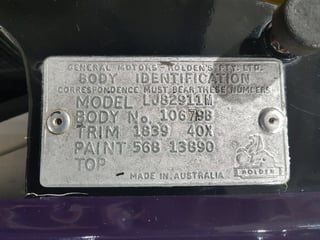 GENERAL MOTORS - HOLDEN'S PTY. LTD.
BODY IDENTIFICATION
CORRESPONDENCE MUST BEAR THESE NUMBERS
MODEL LJ82911M
BODY No. 10679B
TRIM 1839 40X
PAINT 568 13890
TOP
HOLDEN
MADE IN AUSTRALIA